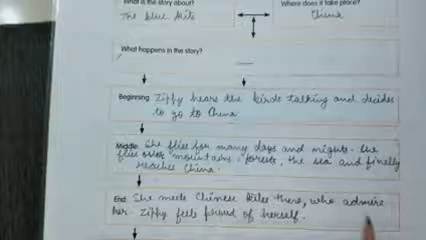 What is the story about?
Where does it take place?
The blue kite
China
What happens in the story?
Beginning Zippy hears the birds talking and decides
to go to China
Middle She flies for many days and nights. She
flies over mountains, forests, the sea and finally
reaches China.
End She meets Chinese kites there, who admire
her. Zippy feels proud of herself.